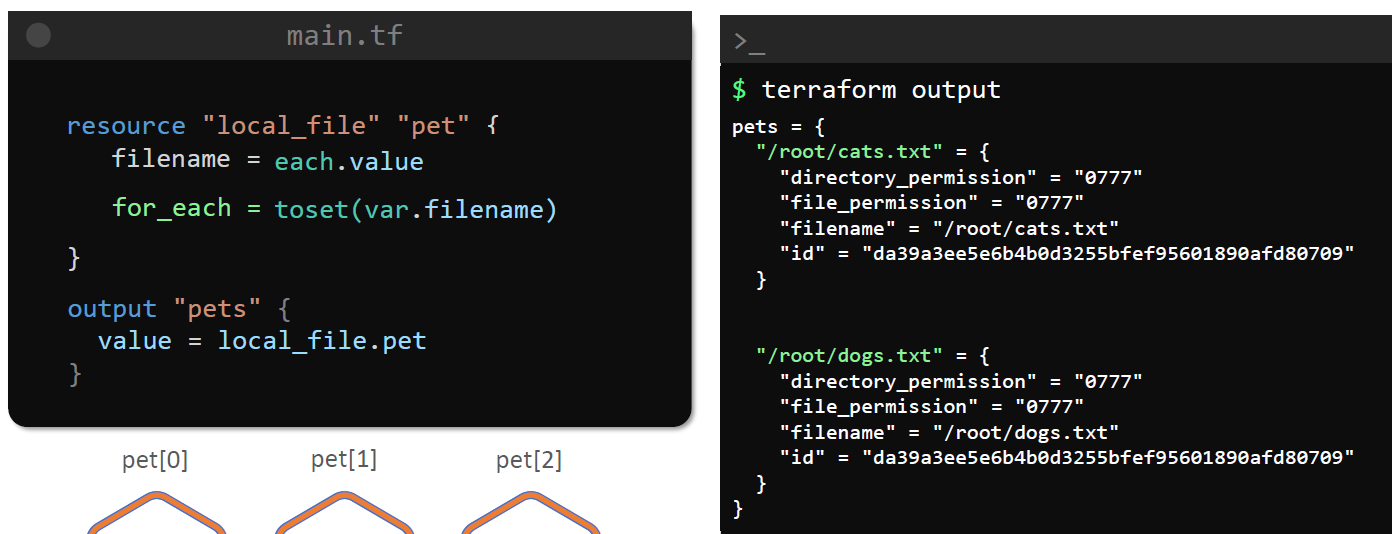 main.tf
resource "local_file" "pet" {
filename = each.value
for_each = toset(var.filename)
}
output "pets" {
value = local_file.pet
}
pet[0] pet[1] pet[2]
>_
$ terraform output
pets = {
"/root/cats.txt" = {
"directory_permission" = "0777"
"file_permission" = "0777"
"filename" = "/root/cats.txt"
"id" = "da39a3ee5e6b4b0d3255bfef95601890afd80709"
}
"/root/dogs.txt" = {
"directory_permission" = "0777"
"file_permission" = "0777"
"filename" = "/root/dogs.txt"
"id" = "da39a3ee5e6b4b0d3255bfef95601890afd80709"
}
}